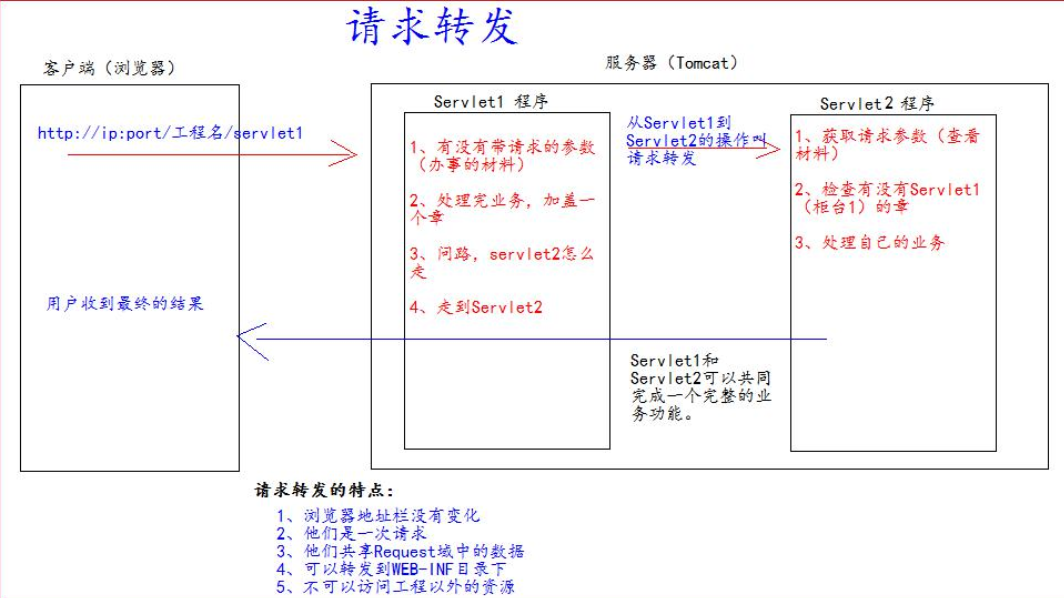 请求转发
客户端（浏览器）
服务器（Tomcat）
http://ip:port/工程名/servlet1
用户收到最终的结果
Servlet1 程序
1、有没有带请求的参数
（办事的材料）
2、处理完业务，加盖一
个章
3、问路，servlet2怎么
走
4、走到Servlet2
从Servlet1到
Servlet2的操作叫
请求转发
Servlet2 程序
1、获取请求参数（查看
材料）
2、检查有没有Servlet1
（柜台1）的章
3、处理自己的业务
Servlet1和
Servlet2可以共同
完成一个完整的业
务功能。
请求转发的特点：
1、浏览器地址栏没有变化
2、他们是一次请求
3、他们共享Request域中的数据
4、可以转发到WEB-INF目录下
5、不可以访问工程以外的资源